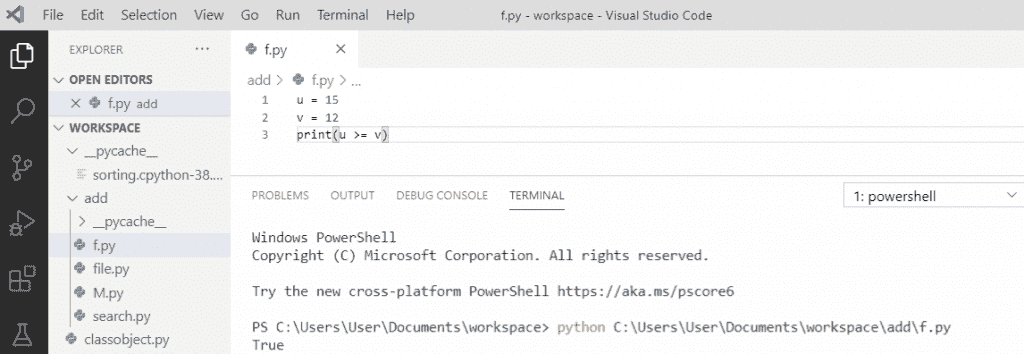 File Edit Selection View Go Run Terminal Help f.py - workspace - Visual Studio Code
EXPLORER ...
OPEN EDITORS
f.py add
WORKSPACE
__pycache__
sorting.cpython-38....
add
__pycache__
f.py
file.py
M.py
search.py
classobject.py
f.py
add > f.py > ...
1 u = 15
2 v = 12
3 print(u >= v)
PROBLEMS OUTPUT DEBUG CONSOLE TERMINAL 1: powershell
Windows PowerShell
Copyright (C) Microsoft Corporation. All rights reserved.
Try the new cross-platform PowerShell https://aka.ms/pscore6
PS C:\Users\User\Documents\workspace> python C:\Users\User\Documents\workspace\add\f.py
True